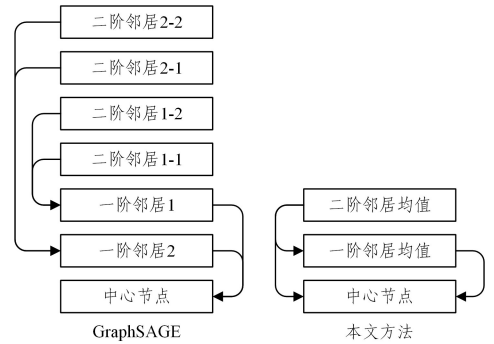 二阶邻居2-2
二阶邻居2-1
二阶邻居1-2
二阶邻居1-1
一阶邻居1
一阶邻居2
中心节点
GraphSAGE
二阶邻居均值
一阶邻居均值
中心节点
本文方法